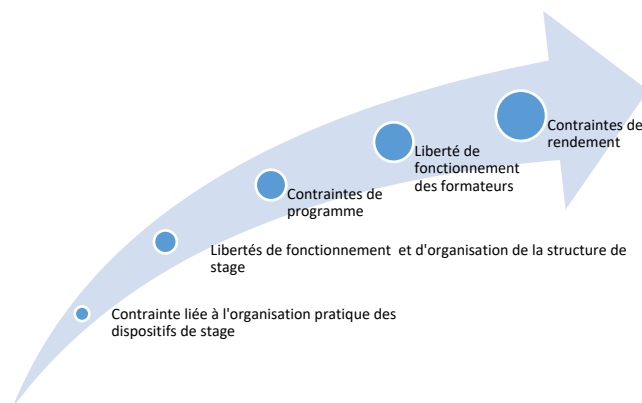 Contraintes de
rendement
Liberté de
fonctionnement
des formateurs
Contraintes de
programme
Libertés de fonctionnement et d'organisation de la structure de
stage
Contrainte liée à l'organisation pratique des
dispositifs de stage